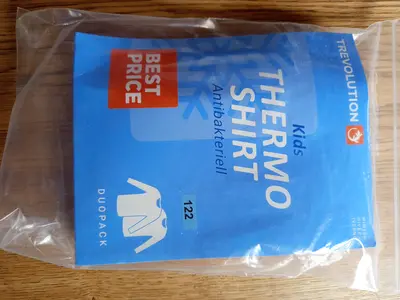 TREVOLUTION
Kids
THERMO
SHIRT
Antibakteriell
BEST
PRICE
122
DUOPACK